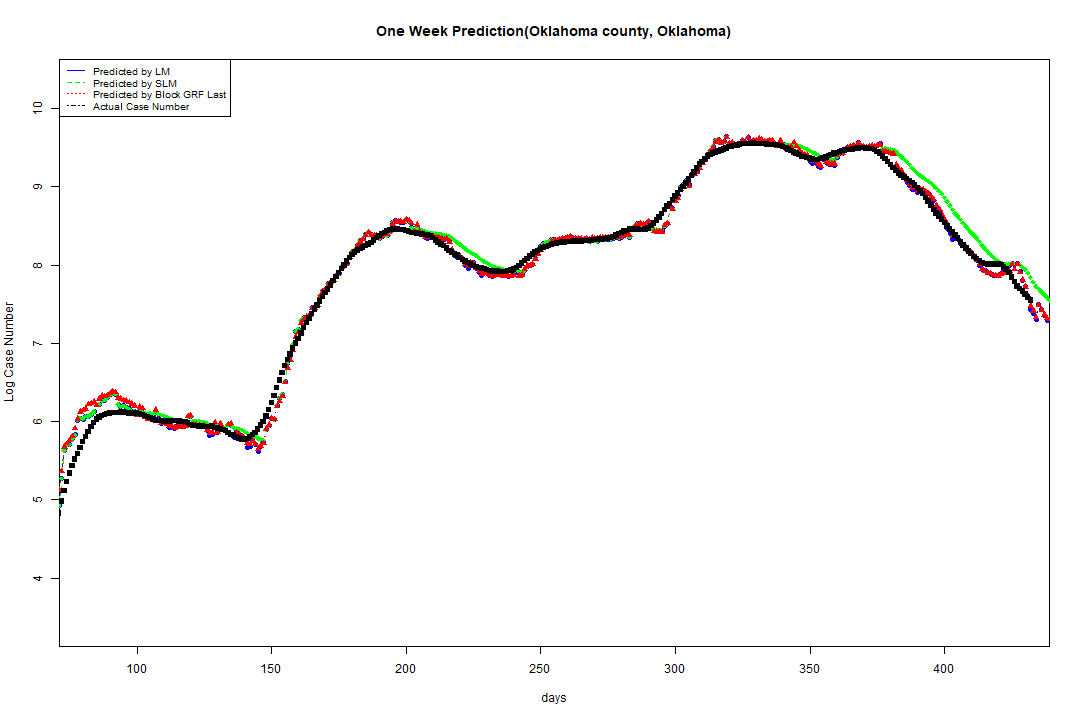 One Week Prediction(Oklahoma county, Oklahoma)
Predicted by LM
Predicted by SLM
Predicted by Block GRF Last
Actual Case Number
Log Case Number
10
9
8
7
6
5
4
100 150 200 250 300 350 400
days